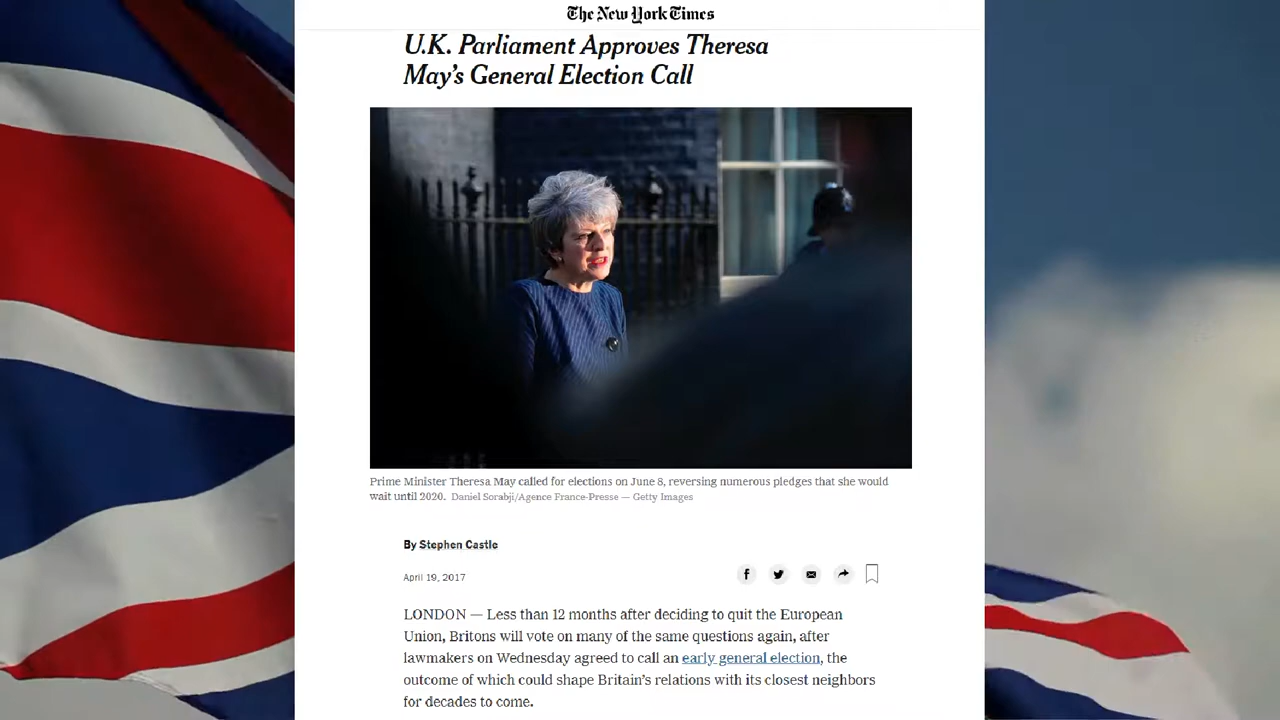 The New York Times
U.K. Parliament Approves Theresa
May's General Election Call
Prime Minister Theresa May called for elections on June 8, reversing numerous pledges that she would
wait until 2020. Daniel Sorabji/Agence France-Presse — Getty Images
By Stephen Castle
April 19, 2017
LONDON — Less than 12 months after deciding to quit the European
Union, Britons will vote on many of the same questions again, after
lawmakers on Wednesday agreed to call an early general election, the
outcome of which could shape Britain's relations with its closest neighbors
for decades to come.